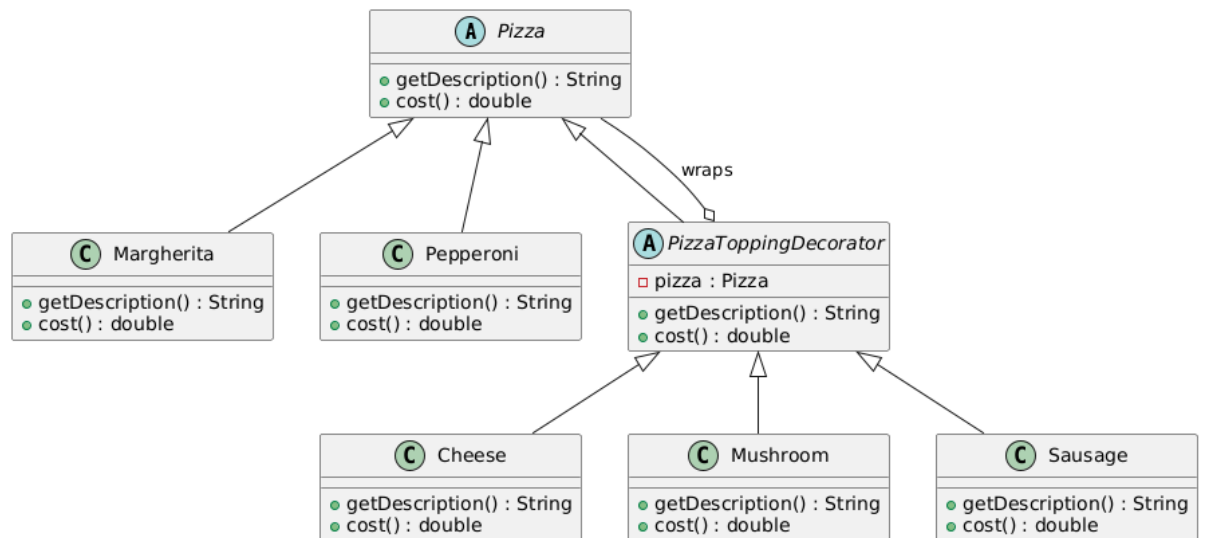 A Pizza
getDescription() : String
cost() : double
wraps
C Margherita
getDescription() : String
cost() : double
C Pepperoni
getDescription() : String
cost() : double
A PizzaToppingDecorator
pizza : Pizza
getDescription() : String
cost() : double
C Cheese
getDescription() : String
cost() : double
C Mushroom
getDescription() : String
cost() : double
C Sausage
getDescription() : String
cost() : double